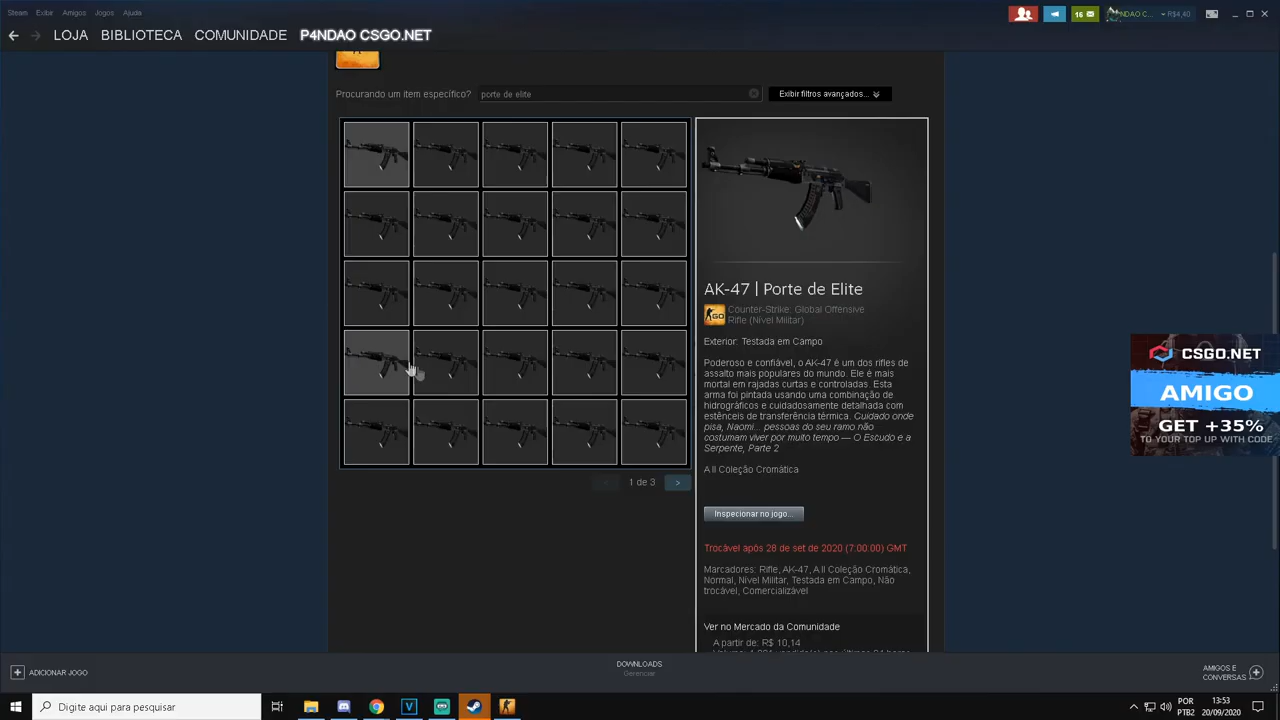 Steam Exibir Amigos Jogos Ajuda
16
P4NDAO C... R$4,40
LOJA BIBLIOTECA COMUNIDADE P4NDAO CSGO.NET
Procurando um item específico? porte de elite
Exibir filtros avançados...
1 de 3
AK-47 | Porte de Elite
GO
Counter-Strike: Global Offensive
Rifle (Nível Militar)
Exterior: Testada em Campo
Poderoso e confiável, o AK-47 é um dos rifles de
assalto mais populares do mundo. Ele é mais
mortal em rajadas curtas e controladas. Esta
arma foi pintada usando uma combinação de
hidrográficos e cuidadosamente detalhada com
estênceis de transferência térmica. Cuidado onde
pisa, Naomi... pessoas do seu ramo não
costumam viver por muito tempo — O Escudo e a
Serpente, Parte 2
A II Coleção Cromática
Inspecionar no jogo...
Trocável após 28 de set de 2020 (7:00:00) GMT
Marcadores: Rifle, AK-47, A II Coleção Cromática,
Normal, Nível Militar, Testada em Campo, Não
trocável, Comercializável
Ver no Mercado da Comunidade
A partir de: R$ 10,14
CSGO.NET
AMIGO
GET +35%
TO YOUR TOP UP WITH CODE
ADICIONAR JOGO
DOWNLOADS
Gerenciar
AMIGOS E
CONVERSAS
Digite aqui para pesquisar
POR
PTB2
13:53
20/09/2020